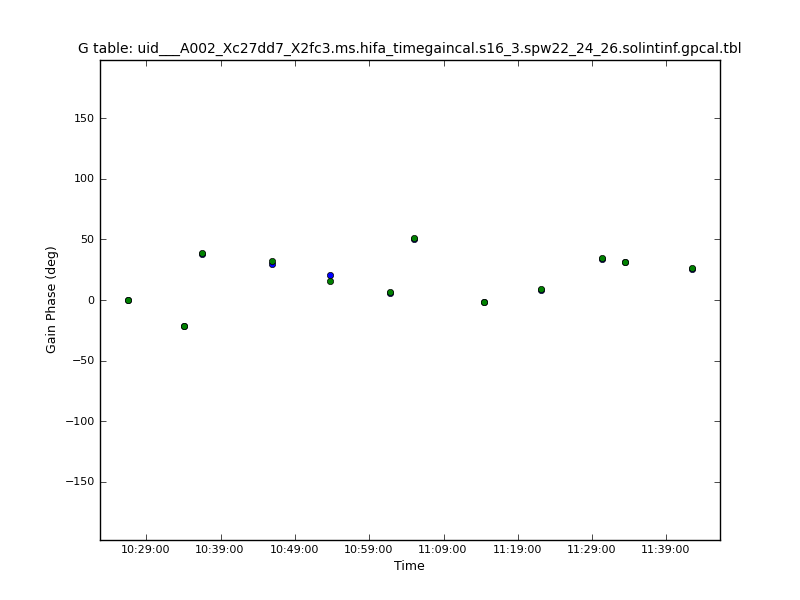 G table: uid___A002_Xc27dd7_X2fc3.ms.hifa_timegaincal.s16_3.spw22_24_26.solintinf.gpcal.tbl
150
100
50
0
−50
−100
−150
Gain Phase (deg)
10:29:00 10:39:00 10:49:00 10:59:00 11:09:00 11:19:00 11:29:00 11:39:00
Time